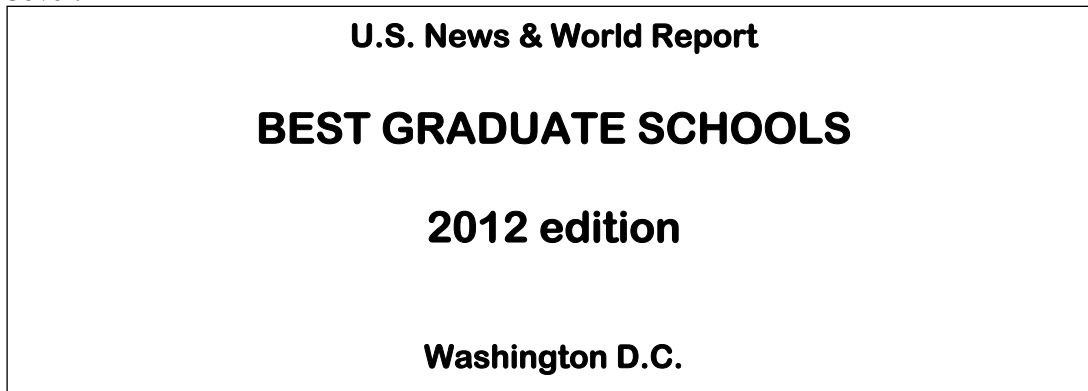 U.S. News & World Report
BEST GRADUATE SCHOOLS
2012 edition
Washington D.C.